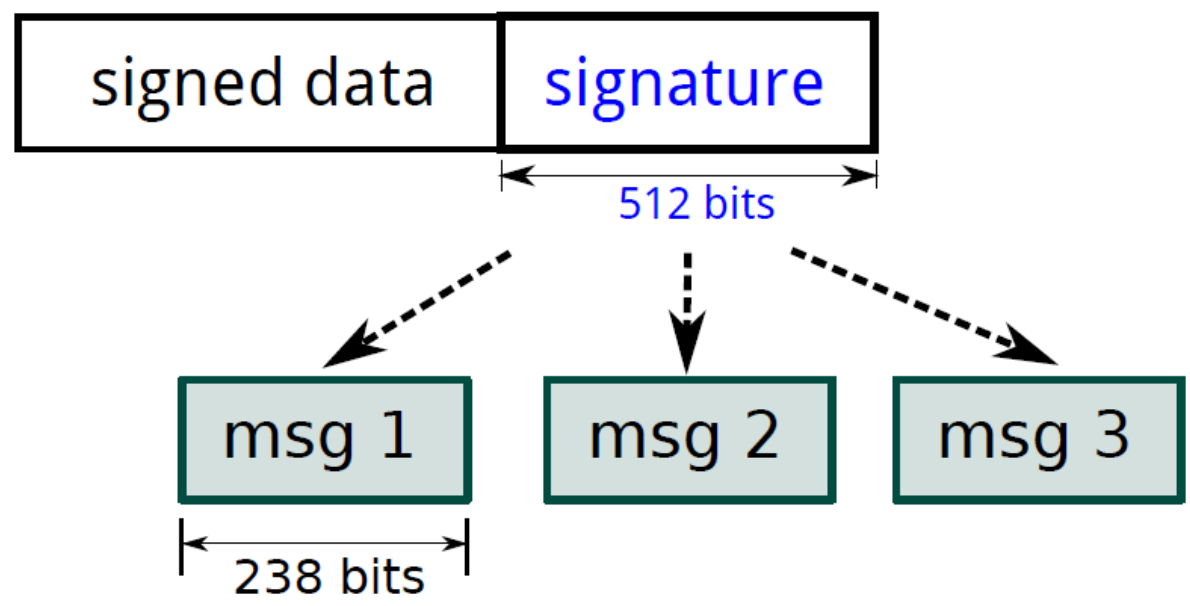 signed data signature
512 bits
msg 1 msg 2 msg 3
238 bits